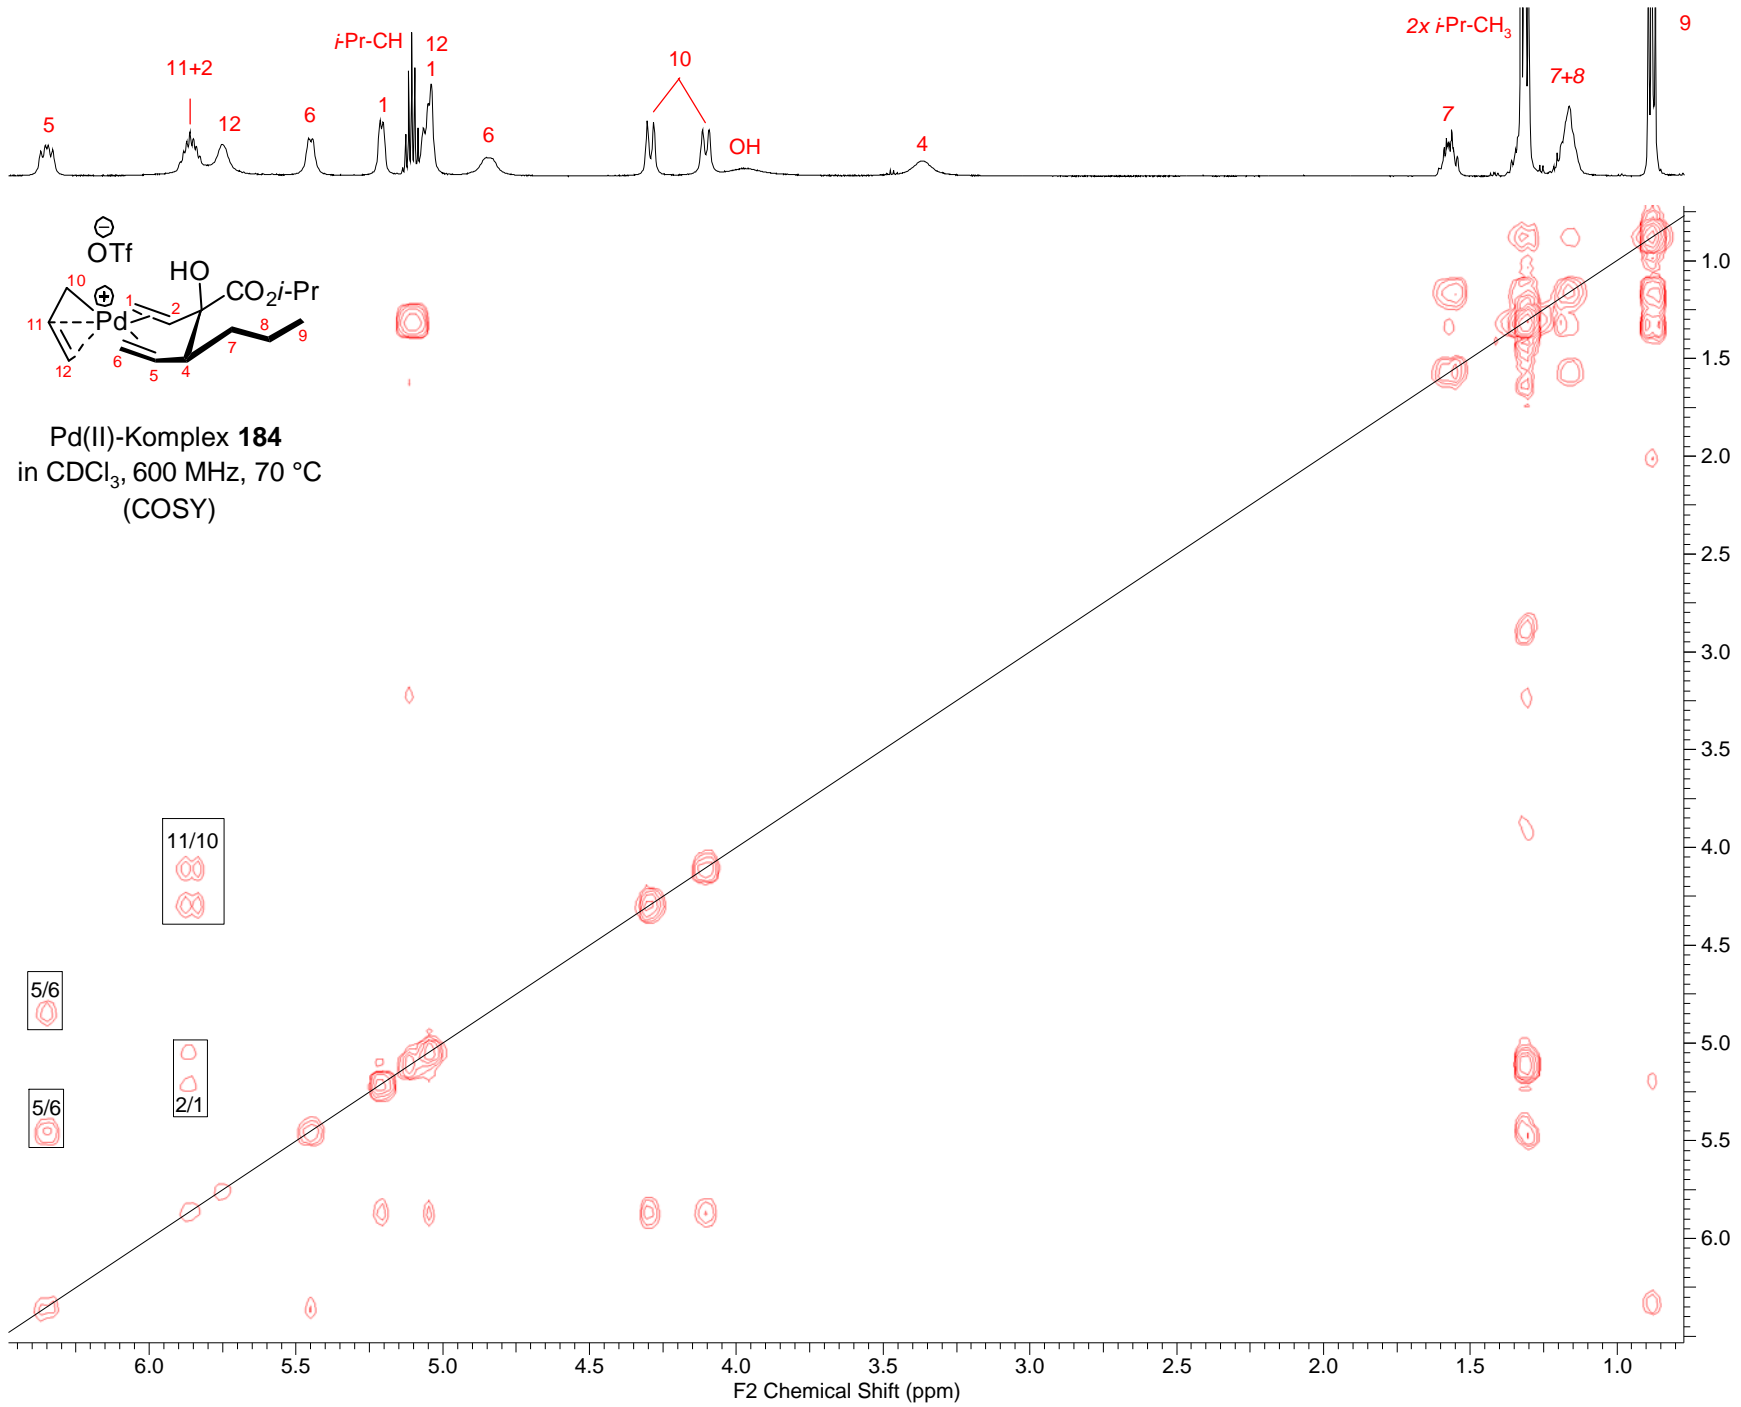 i-Pr-CH 12 2x i-Pr-CH3 9
11+2 1 10 7+8
5 12 6 1 6 OH 4 7
⊖
OTf
HO
10 ⊕ 1 2 CO2i-Pr
11 Pd 8
7 9
12 6 5 4
Pd(II)-Komplex 184
in CDCl3, 600 MHz, 70 °C
(COSY)
11/10
5/6
2/1
5/6
1.0
1.5
2.0
2.5
3.0
3.5
4.0
4.5
5.0
5.5
6.0
6.0 5.5 5.0 4.5 4.0 3.5 3.0 2.5 2.0 1.5 1.0
F2 Chemical Shift (ppm)